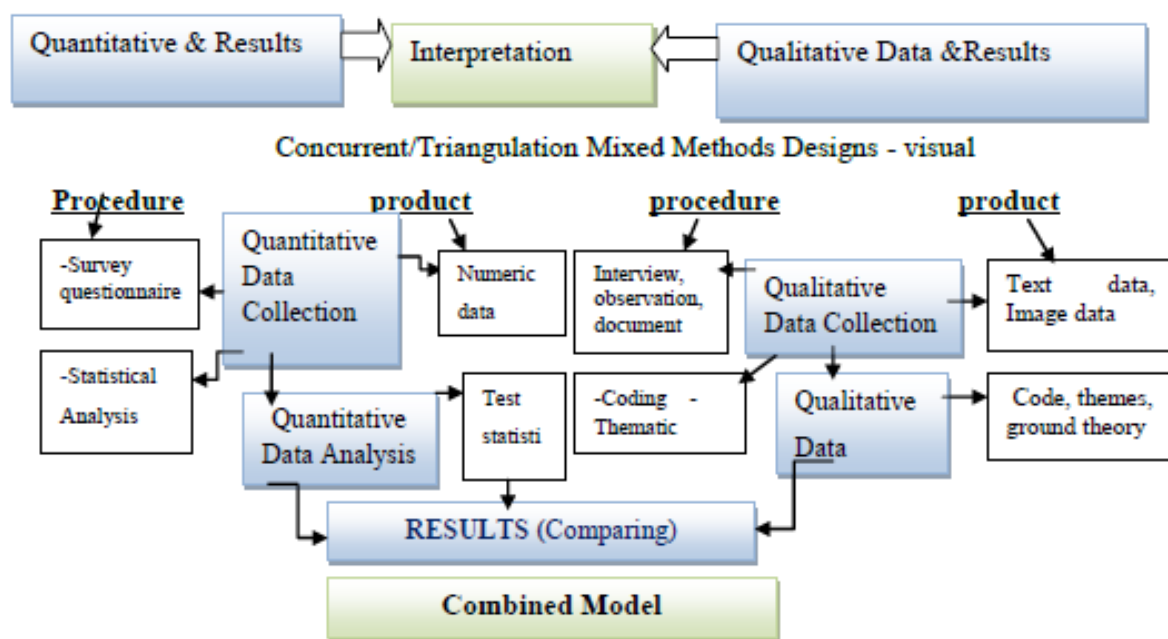 Quantitative & Results
Interpretation
Qualitative Data &Results
Concurrent/Triangulation Mixed Methods Designs - visual
Procedure
product
procedure
product
-Survey
questionnaire
Quantitative
Data
Collection
Numeric
data
Interview,
observation,
document
Qualitative
Data Collection
Text data,
Image data
-Statistical
Analysis
Quantitative
Data Analysis
Test
statisti
-Coding -
Thematic
Qualitative
Data
Code, themes,
ground theory
RESULTS (Comparing)
Combined Model